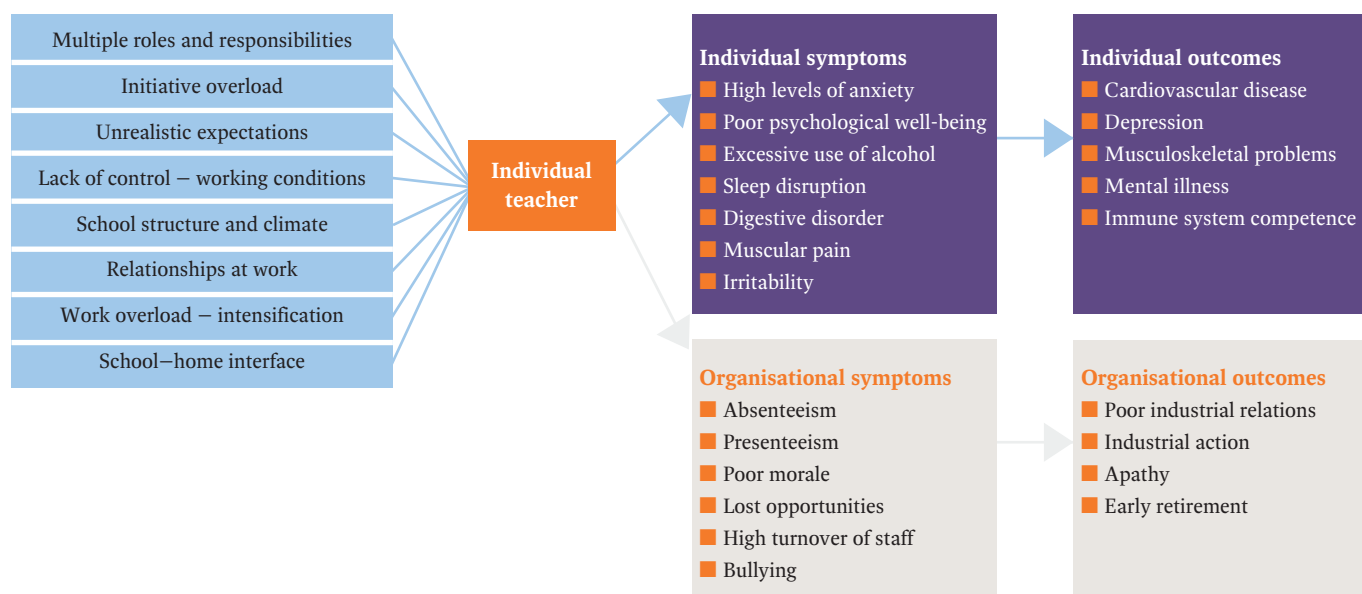 Multiple roles and responsibilities
Initiative overload
Unrealistic expectations
Lack of control – working conditions
School structure and climate
Relationships at work
Work overload – intensification
School–home interface
Individual
teacher
Individual symptoms
High levels of anxiety
Poor psychological well-being
Excessive use of alcohol
Sleep disruption
Digestive disorder
Muscular pain
Irritability
Individual outcomes
Cardiovascular disease
Depression
Musculoskeletal problems
Mental illness
Immune system competence
Organisational symptoms
Absenteeism
Presenteeism
Poor morale
Lost opportunities
High turnover of staff
Bullying
Organisational outcomes
Poor industrial relations
Industrial action
Apathy
Early retirement